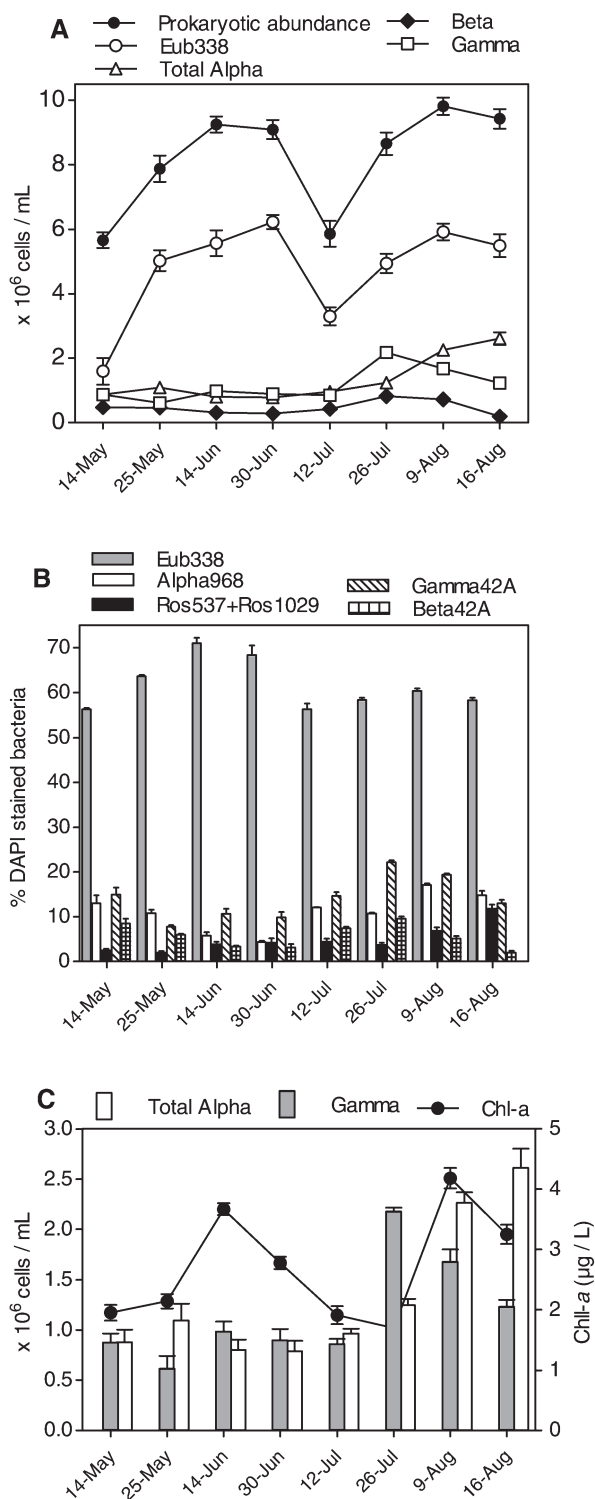 A
Prokaryotic abundance
Eub338
Total Alpha
Beta
Gamma
x 10⁶ cells / mL
10
8
6
4
2
0
14-May
25-May
14-Jun
30-Jun
12-Jul
26-Jul
9-Aug
16-Aug
B
Eub338
Alpha968
Ros537+Ros1029
Gamma42A
Beta42A
% DAPI stained bacteria
70
60
50
40
30
20
10
0
14-May
25-May
14-Jun
30-Jun
12-Jul
26-Jul
9-Aug
16-Aug
C
Total Alpha
Gamma
Chl-a
x 10⁶ cells / mL
3.0
2.5
2.0
1.5
1.0
0.5
0.0
5
4
3
2
1
0
Chll-a (µg / L)
14-May
25-May
14-Jun
30-Jun
12-Jul
26-Jul
9-Aug
16-Aug